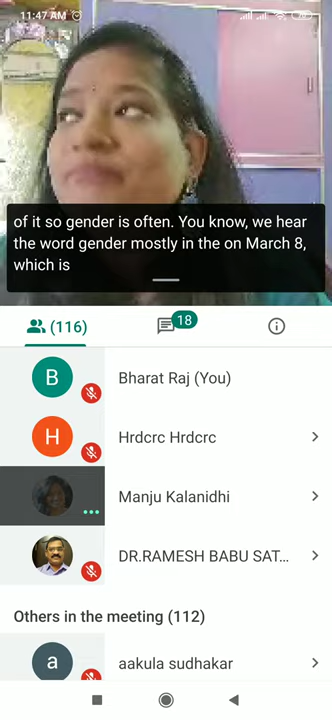 11:47 AM
of it so gender is often. You know, we hear
the word gender mostly in the on March 8,
which is
(116)
18
B
Bharat Raj (You)
H
Hrdcrc Hrdcrc
Manju Kalanidhi
DR.RAMESH BABU SAT...
Others in the meeting (112)
a
aakula sudhakar